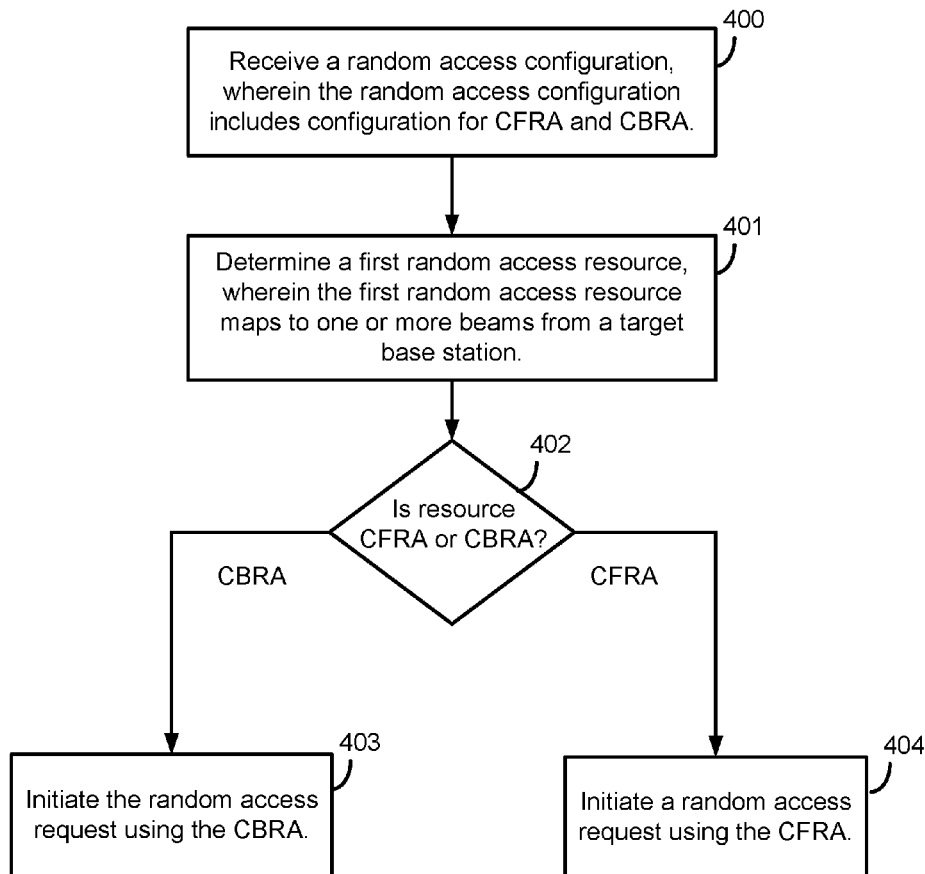 400
Receive a random access configuration,
wherein the random access configuration
includes configuration for CFRA and CBRA.
401
Determine a first random access resource,
wherein the first random access resource
maps to one or more beams from a target
base station.
402
Is resource
CFRA or CBRA?
CBRA
CFRA
403
Initiate the random access
request using the CBRA.
404
Initiate a random access
request using the CFRA.